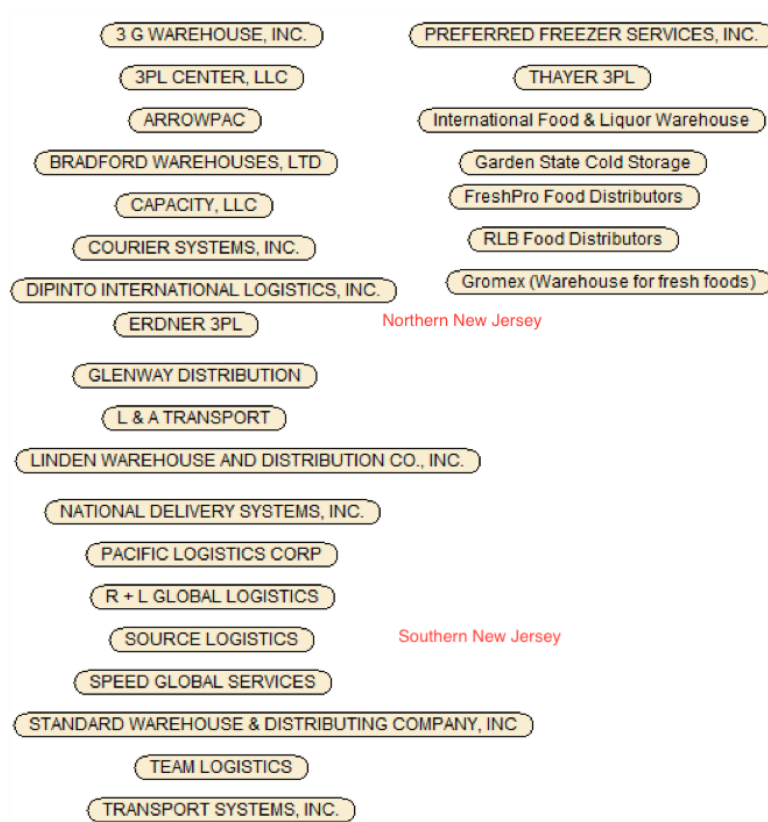 3 G WAREHOUSE, INC.
3PL CENTER, LLC
ARROWPAC
BRADFORD WAREHOUSES, LTD
CAPACITY, LLC
COURIER SYSTEMS, INC.
DIPINTO INTERNATIONAL LOGISTICS, INC.
ERDNER 3PL
GLENWAY DISTRIBUTION
L & A TRANSPORT
LINDEN WAREHOUSE AND DISTRIBUTION CO., INC.
NATIONAL DELIVERY SYSTEMS, INC.
PACIFIC LOGISTICS CORP
R + L GLOBAL LOGISTICS
SOURCE LOGISTICS
SPEED GLOBAL SERVICES
STANDARD WAREHOUSE & DISTRIBUTING COMPANY, INC
TEAM LOGISTICS
TRANSPORT SYSTEMS, INC.
PREFERRED FREEZER SERVICES, INC.
THAYER 3PL
International Food & Liquor Warehouse
Garden State Cold Storage
FreshPro Food Distributors
RLB Food Distributors
Gromex (Warehouse for fresh foods)
Northern New Jersey
Southern New Jersey